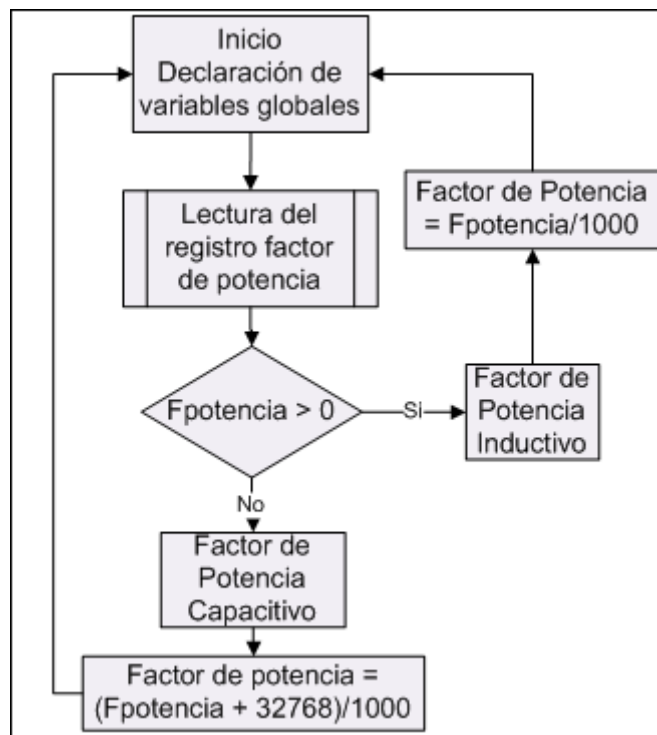 Inicio
Declaración de
variables globales
Lectura del
registro factor
de potencia
Fpotencia > 0
Si
Factor de
Potencia
Inductivo
Factor de Potencia
= Fpotencia/1000
No
Factor de
Potencia
Capacitivo
Factor de potencia =
(Fpotencia + 32768)/1000